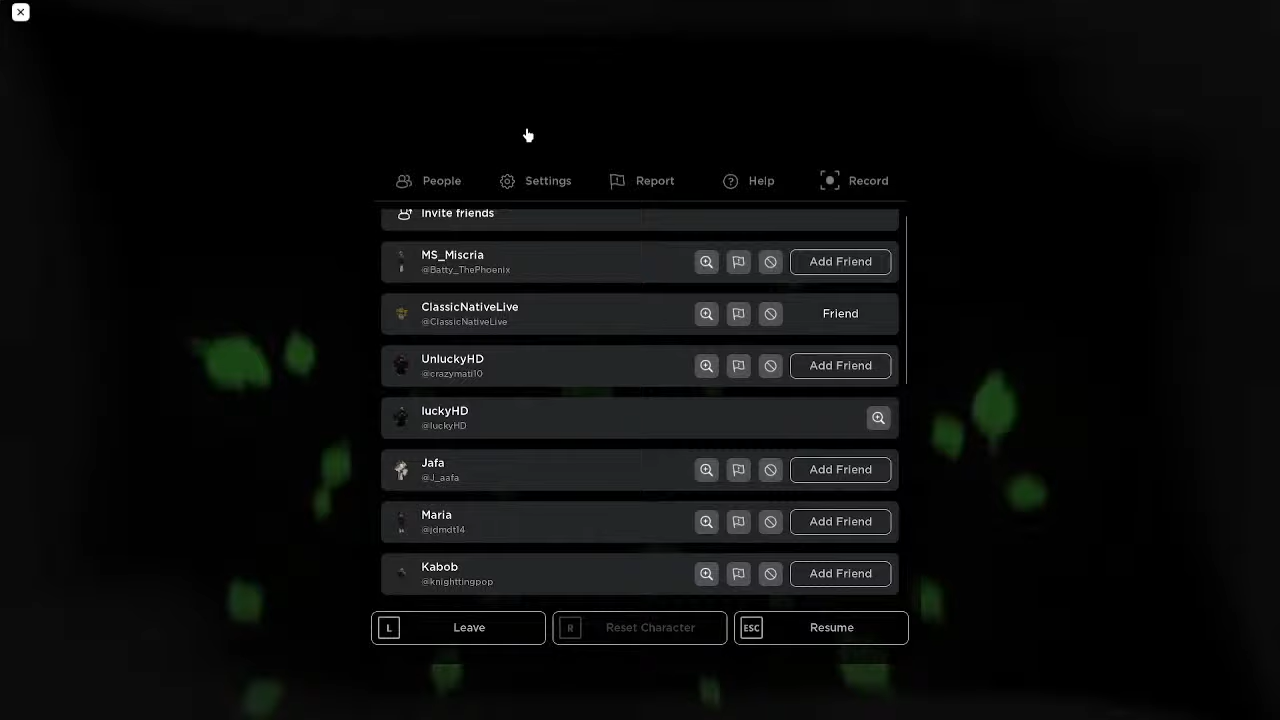 People Settings Report Help Record
Invite friends
MS_Miscria
@Batty_ThePhoenix
Add Friend
ClassicNativeLive
@ClassicNativeLive
Friend
UnluckyHD
@crazymati10
Add Friend
luckyHD
@luckyHD
Jafa
@J_aafa
Add Friend
Maria
@jdmdt14
Add Friend
Kabob
@knighttingpop
Add Friend
L Leave R Reset Character ESC Resume